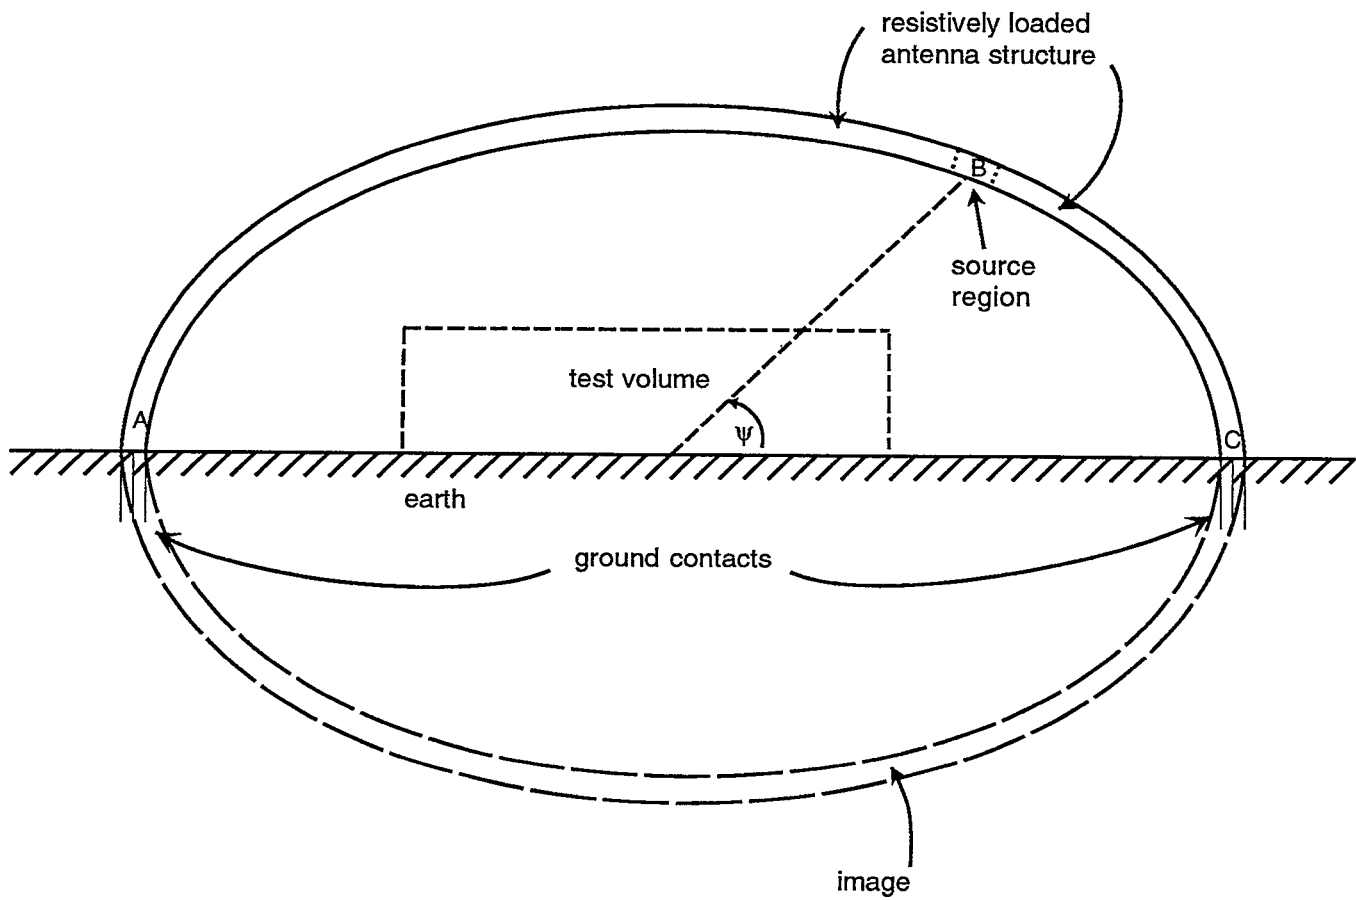 resistively loaded
antenna structure
B
source
region
test volume
ψ
A
C
earth
ground contacts
image